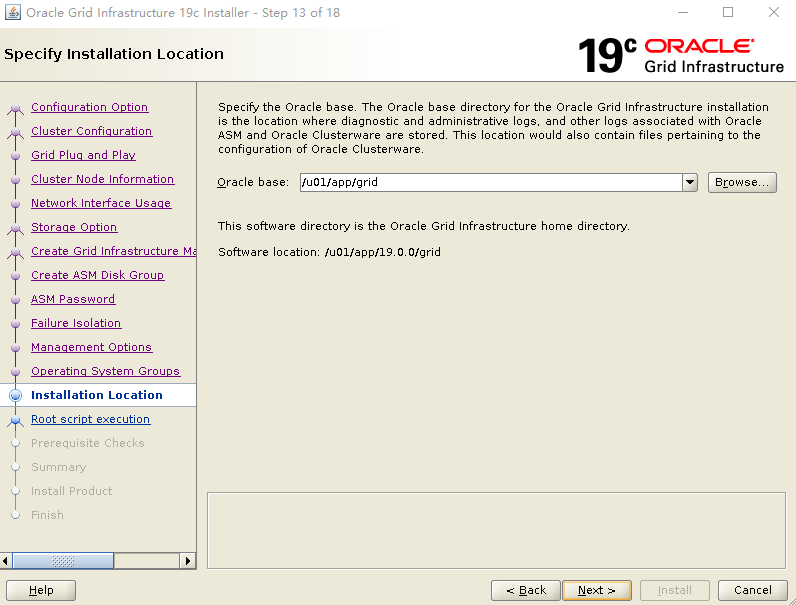 Oracle Grid Infrastructure 19c Installer - Step 13 of 18
Specify Installation Location
19c ORACLE
Grid Infrastructure
Configuration Option
Cluster Configuration
Grid Plug and Play
Cluster Node Information
Network Interface Usage
Storage Option
Create Grid Infrastructure Ma
Create ASM Disk Group
ASM Password
Failure Isolation
Management Options
Operating System Groups
Installation Location
Root script execution
Prerequisite Checks
Summary
Install Product
Finish
Specify the Oracle base. The Oracle base directory for the Oracle Grid Infrastructure installation
is the location where diagnostic and administrative logs, and other logs associated with Oracle
ASM and Oracle Clusterware are stored. This location would also contain files pertaining to the
configuration of Oracle Clusterware.
Oracle base: /u01/app/grid Browse...
This software directory is the Oracle Grid Infrastructure home directory.
Software location: /u01/app/19.0.0/grid
Help < Back Next > Install Cancel